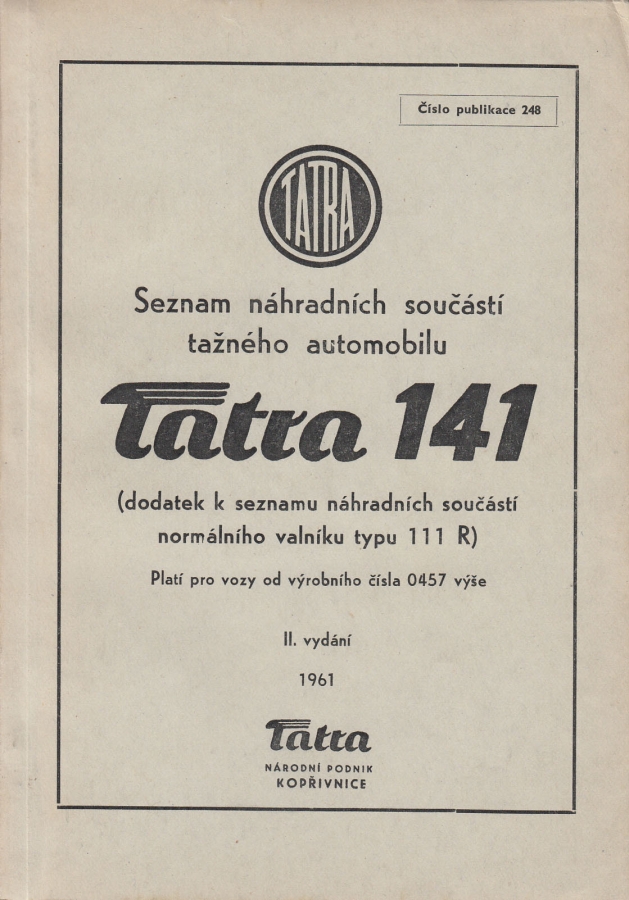 Číslo publikace 248
TATRA
Seznam náhradních součástí
tažného automobilu
Tatra 141
(dodatek k seznamu náhradních součástí
normálního valníku typu 111 R)
Platí pro vozy od výrobního čísla 0457 výše
II. vydání
1961
Tatra
NÁRODNÍ PODNIK
KOPŘIVNICE